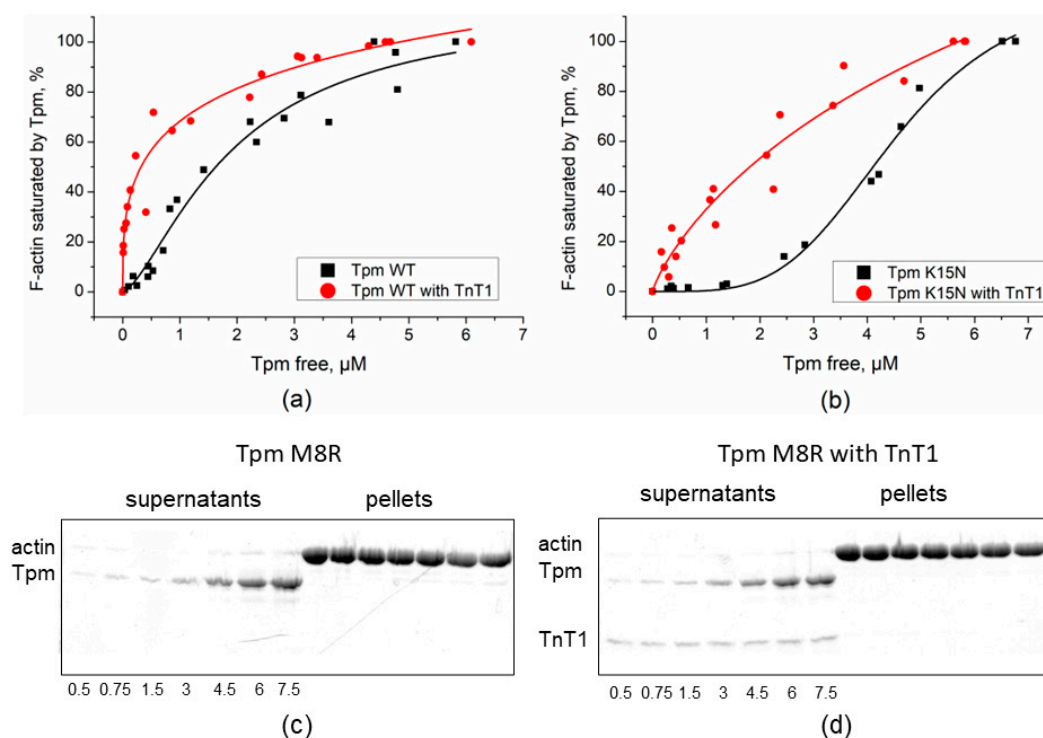 F-actin saturated by Tpm, %
100
80
60
40
20
0
Tpm WT
Tpm WT with TnT1
0 1 2 3 4 5 6 7
Tpm free, µM
(a)
F-actin saturated by Tpm, %
100
80
60
40
20
0
Tpm K15N
Tpm K15N with TnT1
0 1 2 3 4 5 6 7
Tpm free, µM
(b)
Tpm M8R
supernatants pellets
actin
Tpm
0.5 0.75 1.5 3 4.5 6 7.5
(c)
Tpm M8R with TnT1
supernatants pellets
actin
Tpm
TnT1
0.5 0.75 1.5 3 4.5 6 7.5
(d)